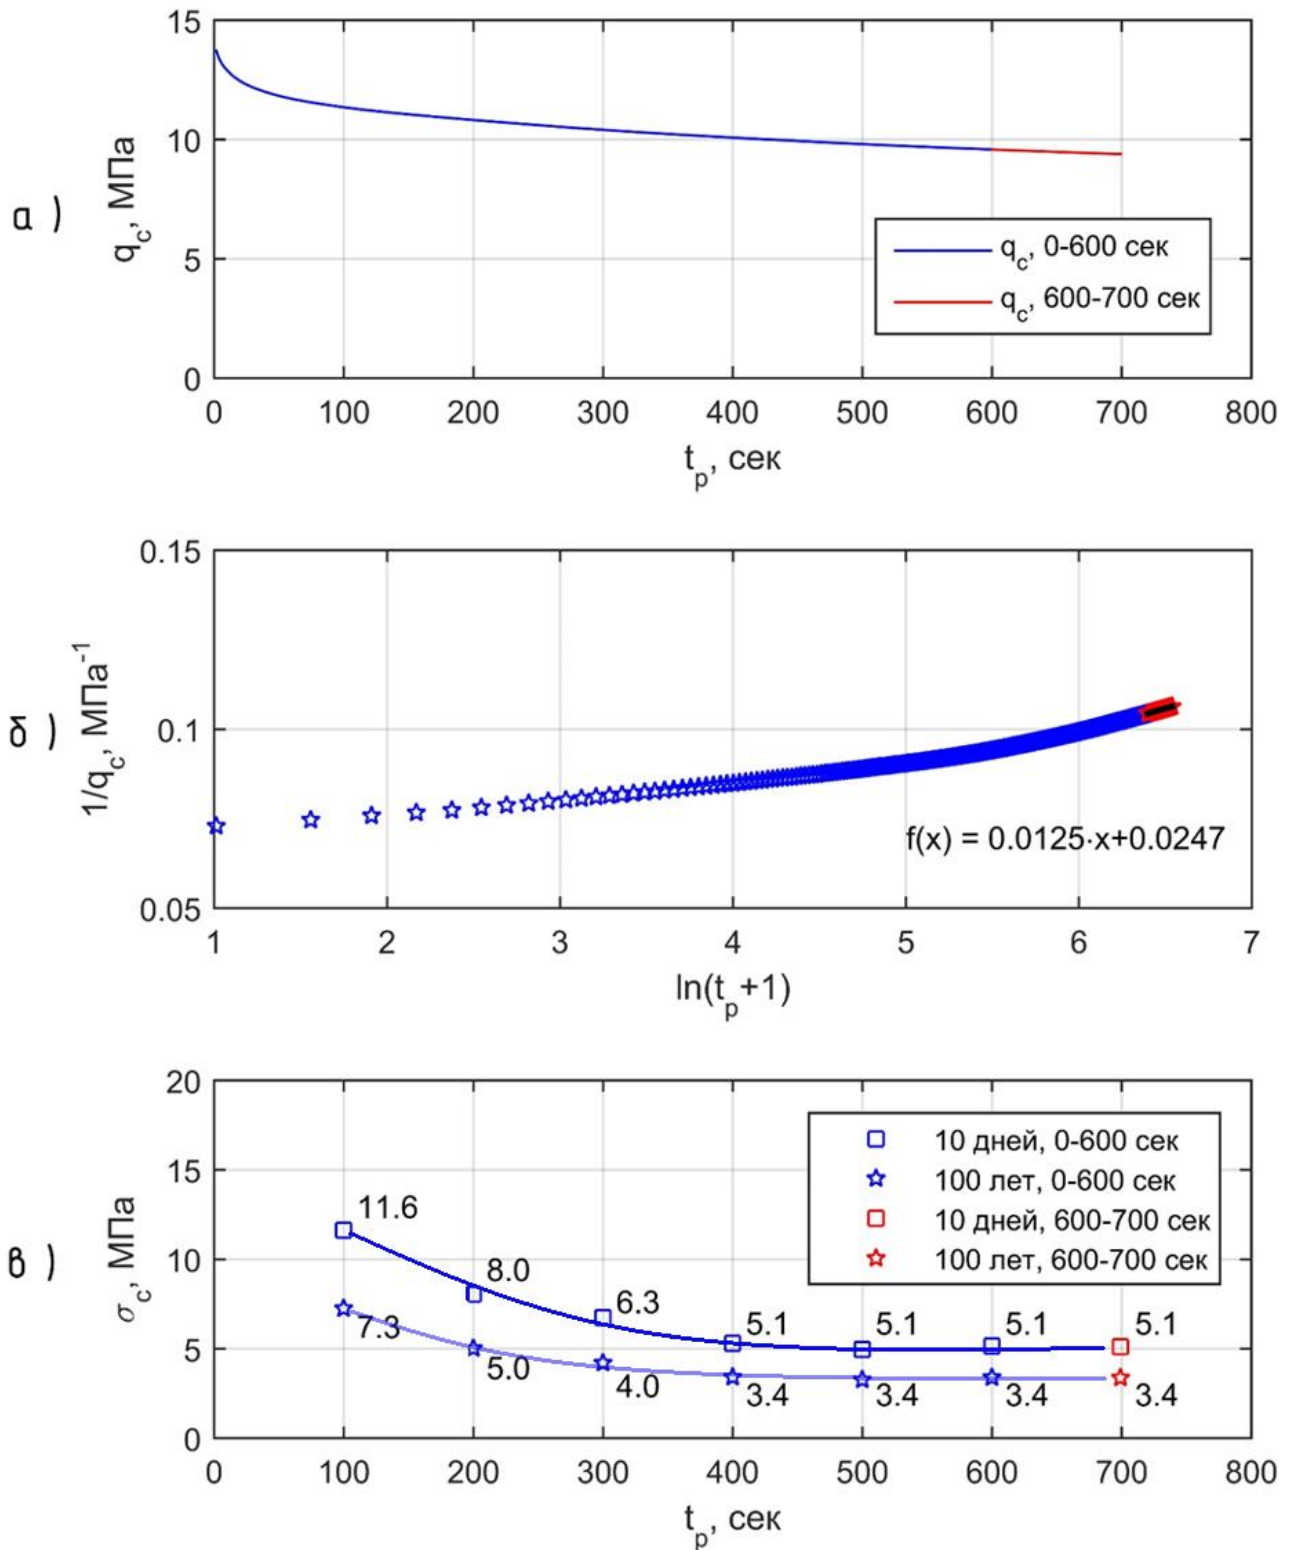 15
10
5
0
0 100 200 300 400 500 600 700 800
q_c, МПа
t_p, сек
а )
q_c, 0-600 сек
q_c, 600-700 сек
0.15
0.1
0.05
1 2 3 4 5 6 7
1/q_c, МПа^-1
ln(t_p+1)
б )
f(x) = 0.0125·x+0.0247
20
15
10
5
0
0 100 200 300 400 500 600 700 800
σ_c, МПа
t_p, сек
в )
10 дней, 0-600 сек
100 лет, 0-600 сек
10 дней, 600-700 сек
100 лет, 600-700 сек
11.6
8.0
6.3
5.1 5.1 5.1 5.1
7.3
5.0
4.0
3.4 3.4 3.4 3.4